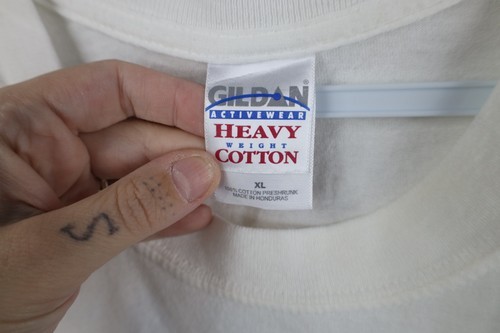 GILDAN®
ACTIVEWEAR
HEAVY
WEIGHT
COTTON
XL
100% COTTON PRESHRUNK
MADE IN HONDURAS